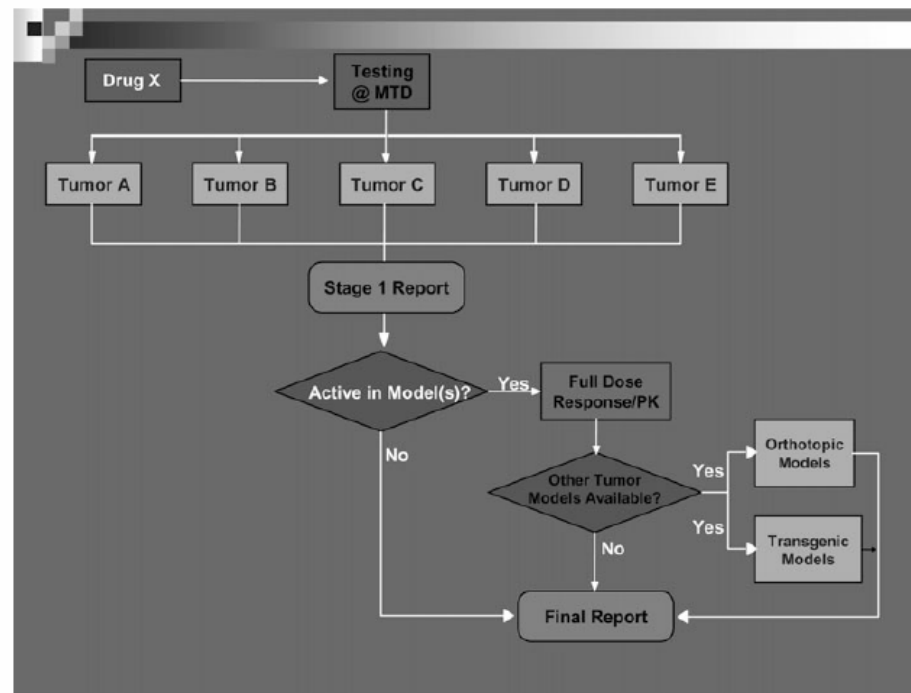 Drug X
Testing
@ MTD
Tumor A
Tumor B
Tumor C
Tumor D
Tumor E
Stage 1 Report
Active in Model(s)?
Yes
Full Dose
Response/PK
No
Other Tumor
Models Available?
Yes
Orthotopic
Models
Yes
Transgenic
Models
No
Final Report